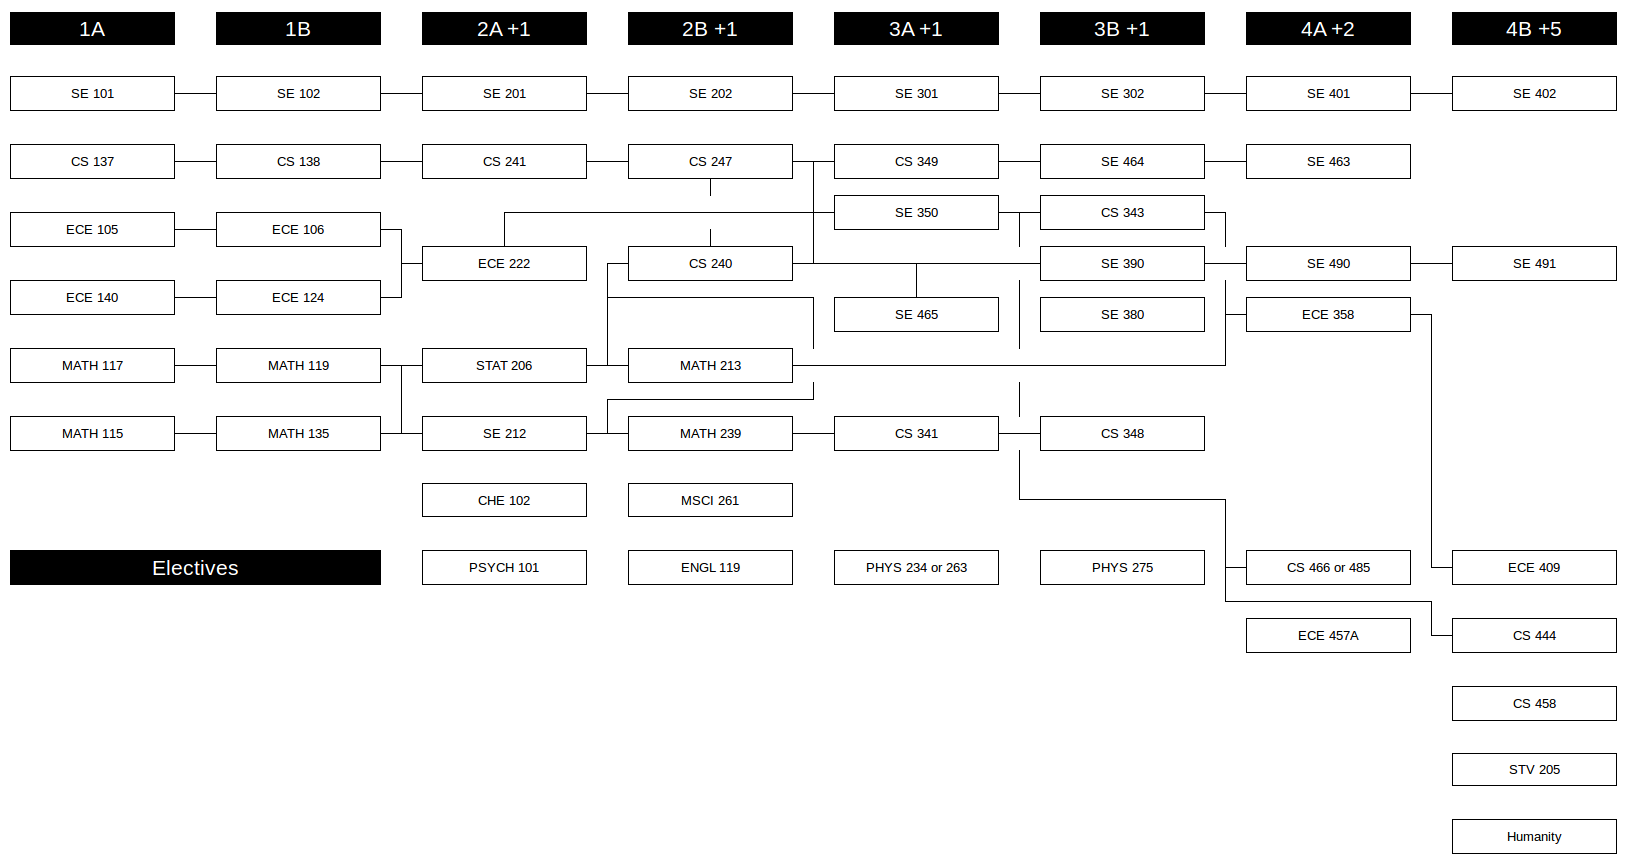 1A
1B
2A +1
2B +1
3A +1
3B +1
4A +2
4B +5
SE 101
SE 102
SE 201
SE 202
SE 301
SE 302
SE 401
SE 402
CS 137
CS 138
CS 241
CS 247
CS 349
SE 464
SE 463
SE 350
CS 343
ECE 105
ECE 106
ECE 222
CS 240
SE 390
SE 490
SE 491
ECE 140
ECE 124
SE 465
SE 380
ECE 358
MATH 117
MATH 119
STAT 206
MATH 213
MATH 115
MATH 135
SE 212
MATH 239
CS 341
CS 348
CHE 102
MSCI 261
Electives
PSYCH 101
ENGL 119
PHYS 234 or 263
PHYS 275
CS 466 or 485
ECE 409
ECE 457A
CS 444
CS 458
STV 205
Humanity